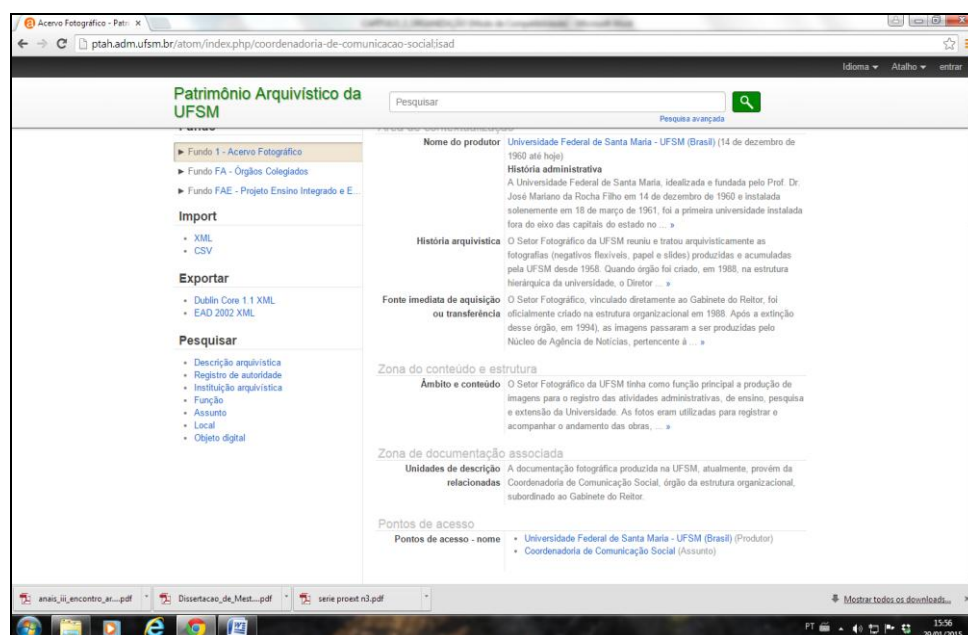 Acervo Fotográfico - Patri
ptah.adm.ufsm.br/atom/index.php/coordenadoria-de-comunicacao-social;isad
Idioma
Atalho
entrar
Patrimônio Arquivístico da
UFSM
Pesquisar
Pesquisa avançada
Fundo
Fundo 1 - Acervo Fotográfico
Fundo FA - Órgãos Colegiados
Fundo FAE - Projeto Ensino Integrado e E...
Import
XML
CSV
Exportar
Dublin Core 1.1 XML
EAD 2002 XML
Pesquisar
Descrição arquivística
Registro de autoridade
Instituição arquivística
Função
Assunto
Local
Objeto digital
Área de contextualização
Nome do produtor
Universidade Federal de Santa Maria - UFSM (Brasil) (14 de dezembro de
1960 até hoje)
História administrativa
A Universidade Federal de Santa Maria, idealizada e fundada pelo Prof. Dr.
José Mariano da Rocha Filho em 14 de dezembro de 1960 e instalada
solenemente em 18 de março de 1961, foi a primeira universidade instalada
fora do eixo das capitais do estado no ... »
História arquivística
O Setor Fotográfico da UFSM reuniu e tratou arquivisticamente as
fotografias (negativos flexíveis, papel e slides) produzidas e acumuladas
pela UFSM desde 1958. Quando órgão foi criado, em 1988, na estrutura
hierárquica da universidade, o Diretor ... »
Fonte imediata de aquisição
ou transferência
O Setor Fotográfico, vinculado diretamente ao Gabinete do Reitor, foi
oficialmente criado na estrutura organizacional em 1988. Após a extinção
desse órgão, em 1994), as imagens passaram a ser produzidas pelo
Núcleo de Agência de Notícias, pertencente à ... »
Zona do conteúdo e estrutura
Âmbito e conteúdo
O Setor Fotográfico da UFSM tinha como função principal a produção de
imagens para o registro das atividades administrativas, de ensino, pesquisa
e extensão da Universidade. As fotos eram utilizadas para registrar e
acompanhar o andamento das obras, ... »
Zona de documentação associada
Unidades de descrição
relacionadas
A documentação fotográfica produzida na UFSM, atualmente, provém da
Coordenadoria de Comunicação Social, órgão da estrutura organizacional,
subordinado ao Gabinete do Reitor.
Pontos de acesso
Pontos de acesso - nome
Universidade Federal de Santa Maria - UFSM (Brasil) (Produtor)
Coordenadoria de Comunicação Social (Assunto)
anais_iii_encontro_ar....pdf
Dissertacao_de_Mest....pdf
serie proext n3.pdf
Mostrar todos os downloads...
PT
15:56
29/01/2015